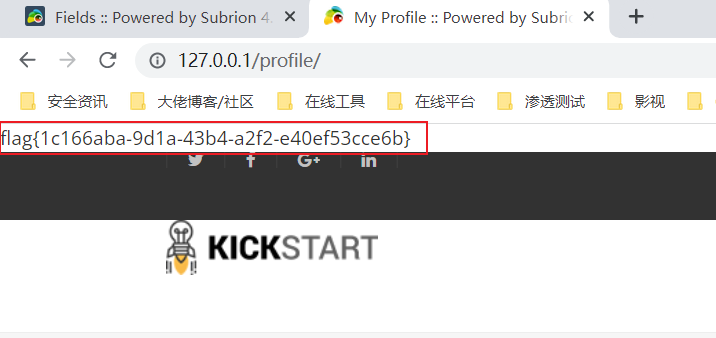 Fields :: Powered by Subrion 4.
My Profile :: Powered by Subrio
127.0.0.1/profile/
安全资讯 大佬博客/社区 在线工具 在线平台 渗透测试 影视
flag{1c166aba-9d1a-43b4-a2f2-e40ef53cce6b}
KICKSTART